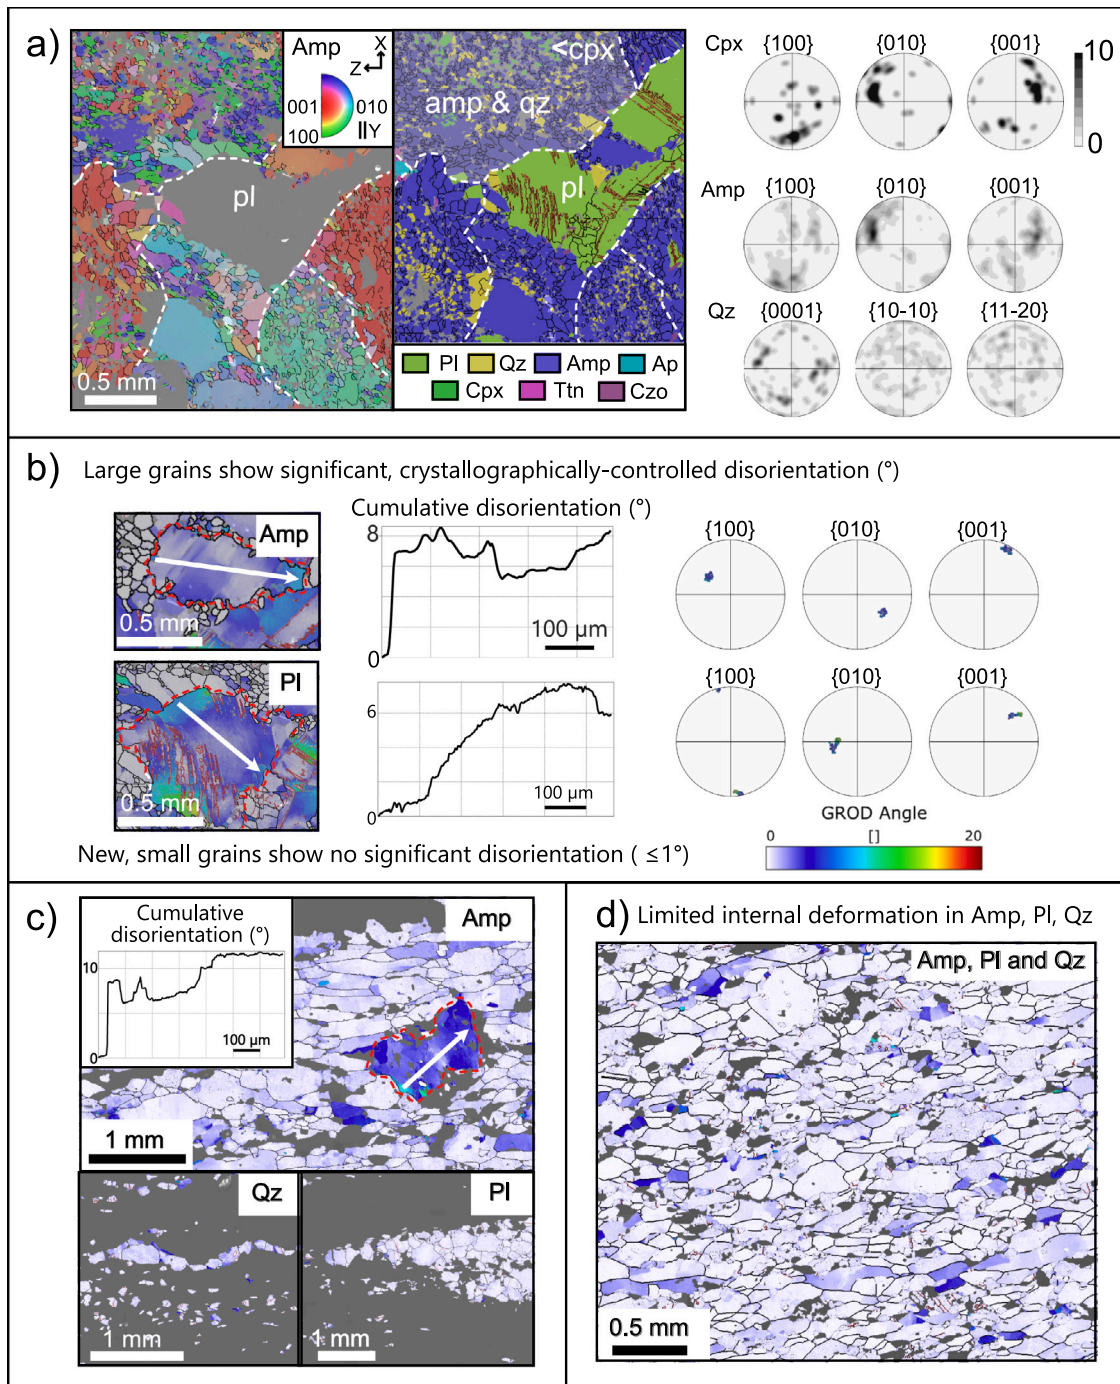 a)
Amp
X
Z
001
010
100
||Y
pl
0.5 mm
<cpx
amp & qz
pl
Pl Qz Amp Ap
Cpx Ttn Czo
Cpx {100} {010} {001}
10
0
Amp {100} {010} {001}
Qz {0001} {10-10} {11-20}
b) Large grains show significant, crystallographically-controlled disorientation (°)
Cumulative disorientation (°)
Amp
0.5 mm
8
0
100 µm
{100} {010} {001}
Pl
0.5 mm
6
0
100 µm
{100} {010} {001}
GROD Angle
0 [] 20
New, small grains show no significant disorientation ( ≤1°)
c)
Cumulative
disorientation (°)
10
0
100 µm
Amp
1 mm
Qz
1 mm
Pl
1 mm
d) Limited internal deformation in Amp, Pl, Qz
Amp, Pl and Qz
0.5 mm